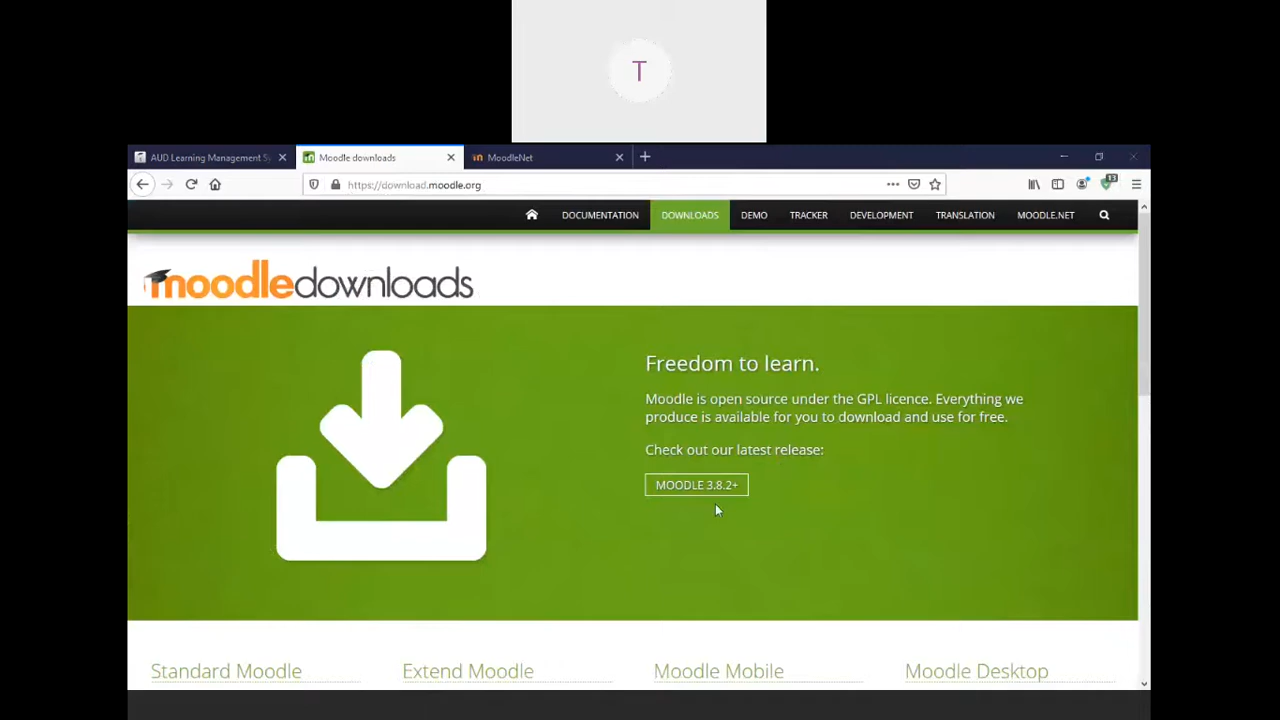 T
AUD Learning Management Sy
Moodle downloads
MoodleNet
https://download.moodle.org
13
DOCUMENTATION
DOWNLOADS
DEMO
TRACKER
DEVELOPMENT
TRANSLATION
MOODLE.NET
moodledownloads
Freedom to learn.
Moodle is open source under the GPL licence. Everything we
produce is available for you to download and use for free.
Check out our latest release:
MOODLE 3.8.2+
Standard Moodle
Extend Moodle
Moodle Mobile
Moodle Desktop